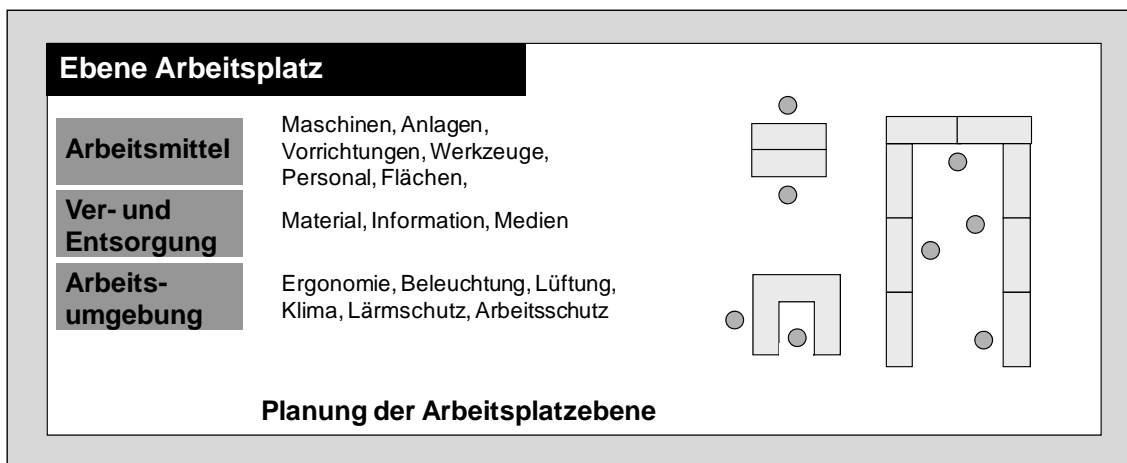 Ebene Arbeitsplatz
Arbeitsmittel
Maschinen, Anlagen,
Vorrichtungen, Werkzeuge,
Personal, Flächen,
Ver- und
Entsorgung
Material, Information, Medien
Arbeits-
umgebung
Ergonomie, Beleuchtung, Lüftung,
Klima, Lärmschutz, Arbeitsschutz
Planung der Arbeitsplatzebene